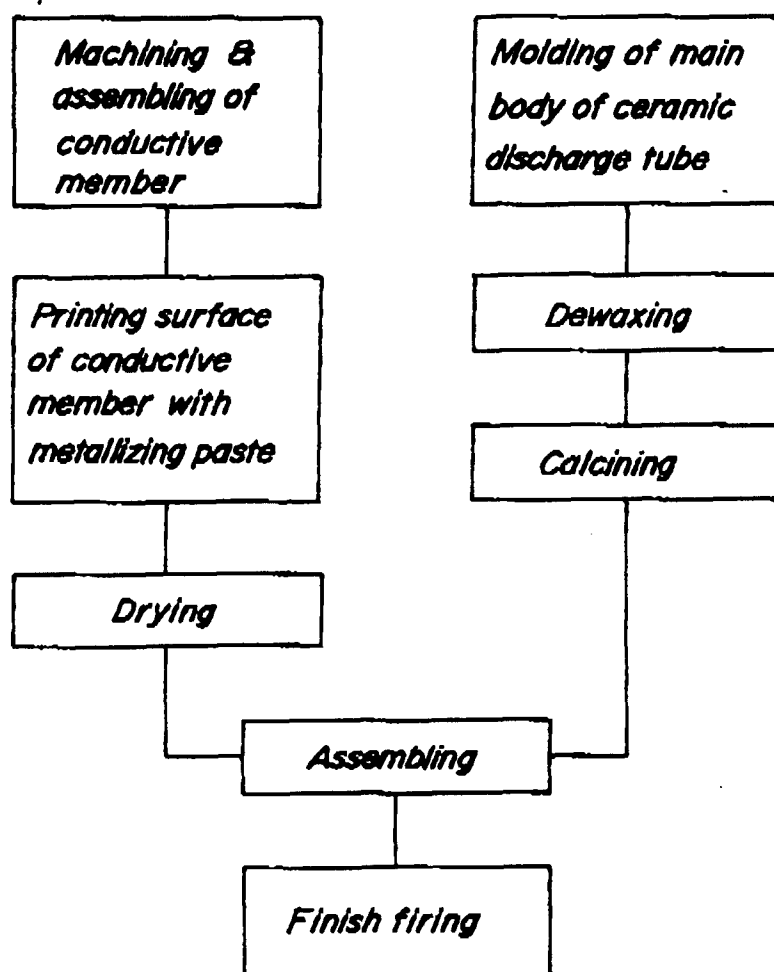 Machining &
assembling of
conductive
member
Printing surface
of conductive
member with
metallizing paste
Drying
Molding of main
body of ceramic
discharge tube
Dewaxing
Calcining
Assembling
Finish firing